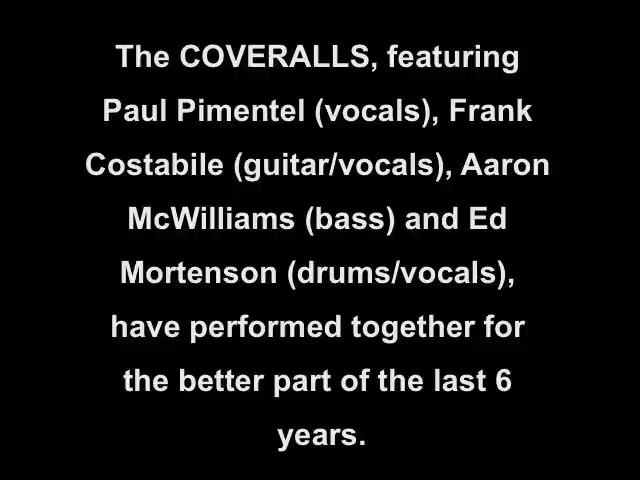 The COVERALLS, featuring
Paul Pimentel (vocals), Frank
Costabile (guitar/vocals), Aaron
McWilliams (bass) and Ed
Mortenson (drums/vocals),
have performed together for
the better part of the last 6
years.